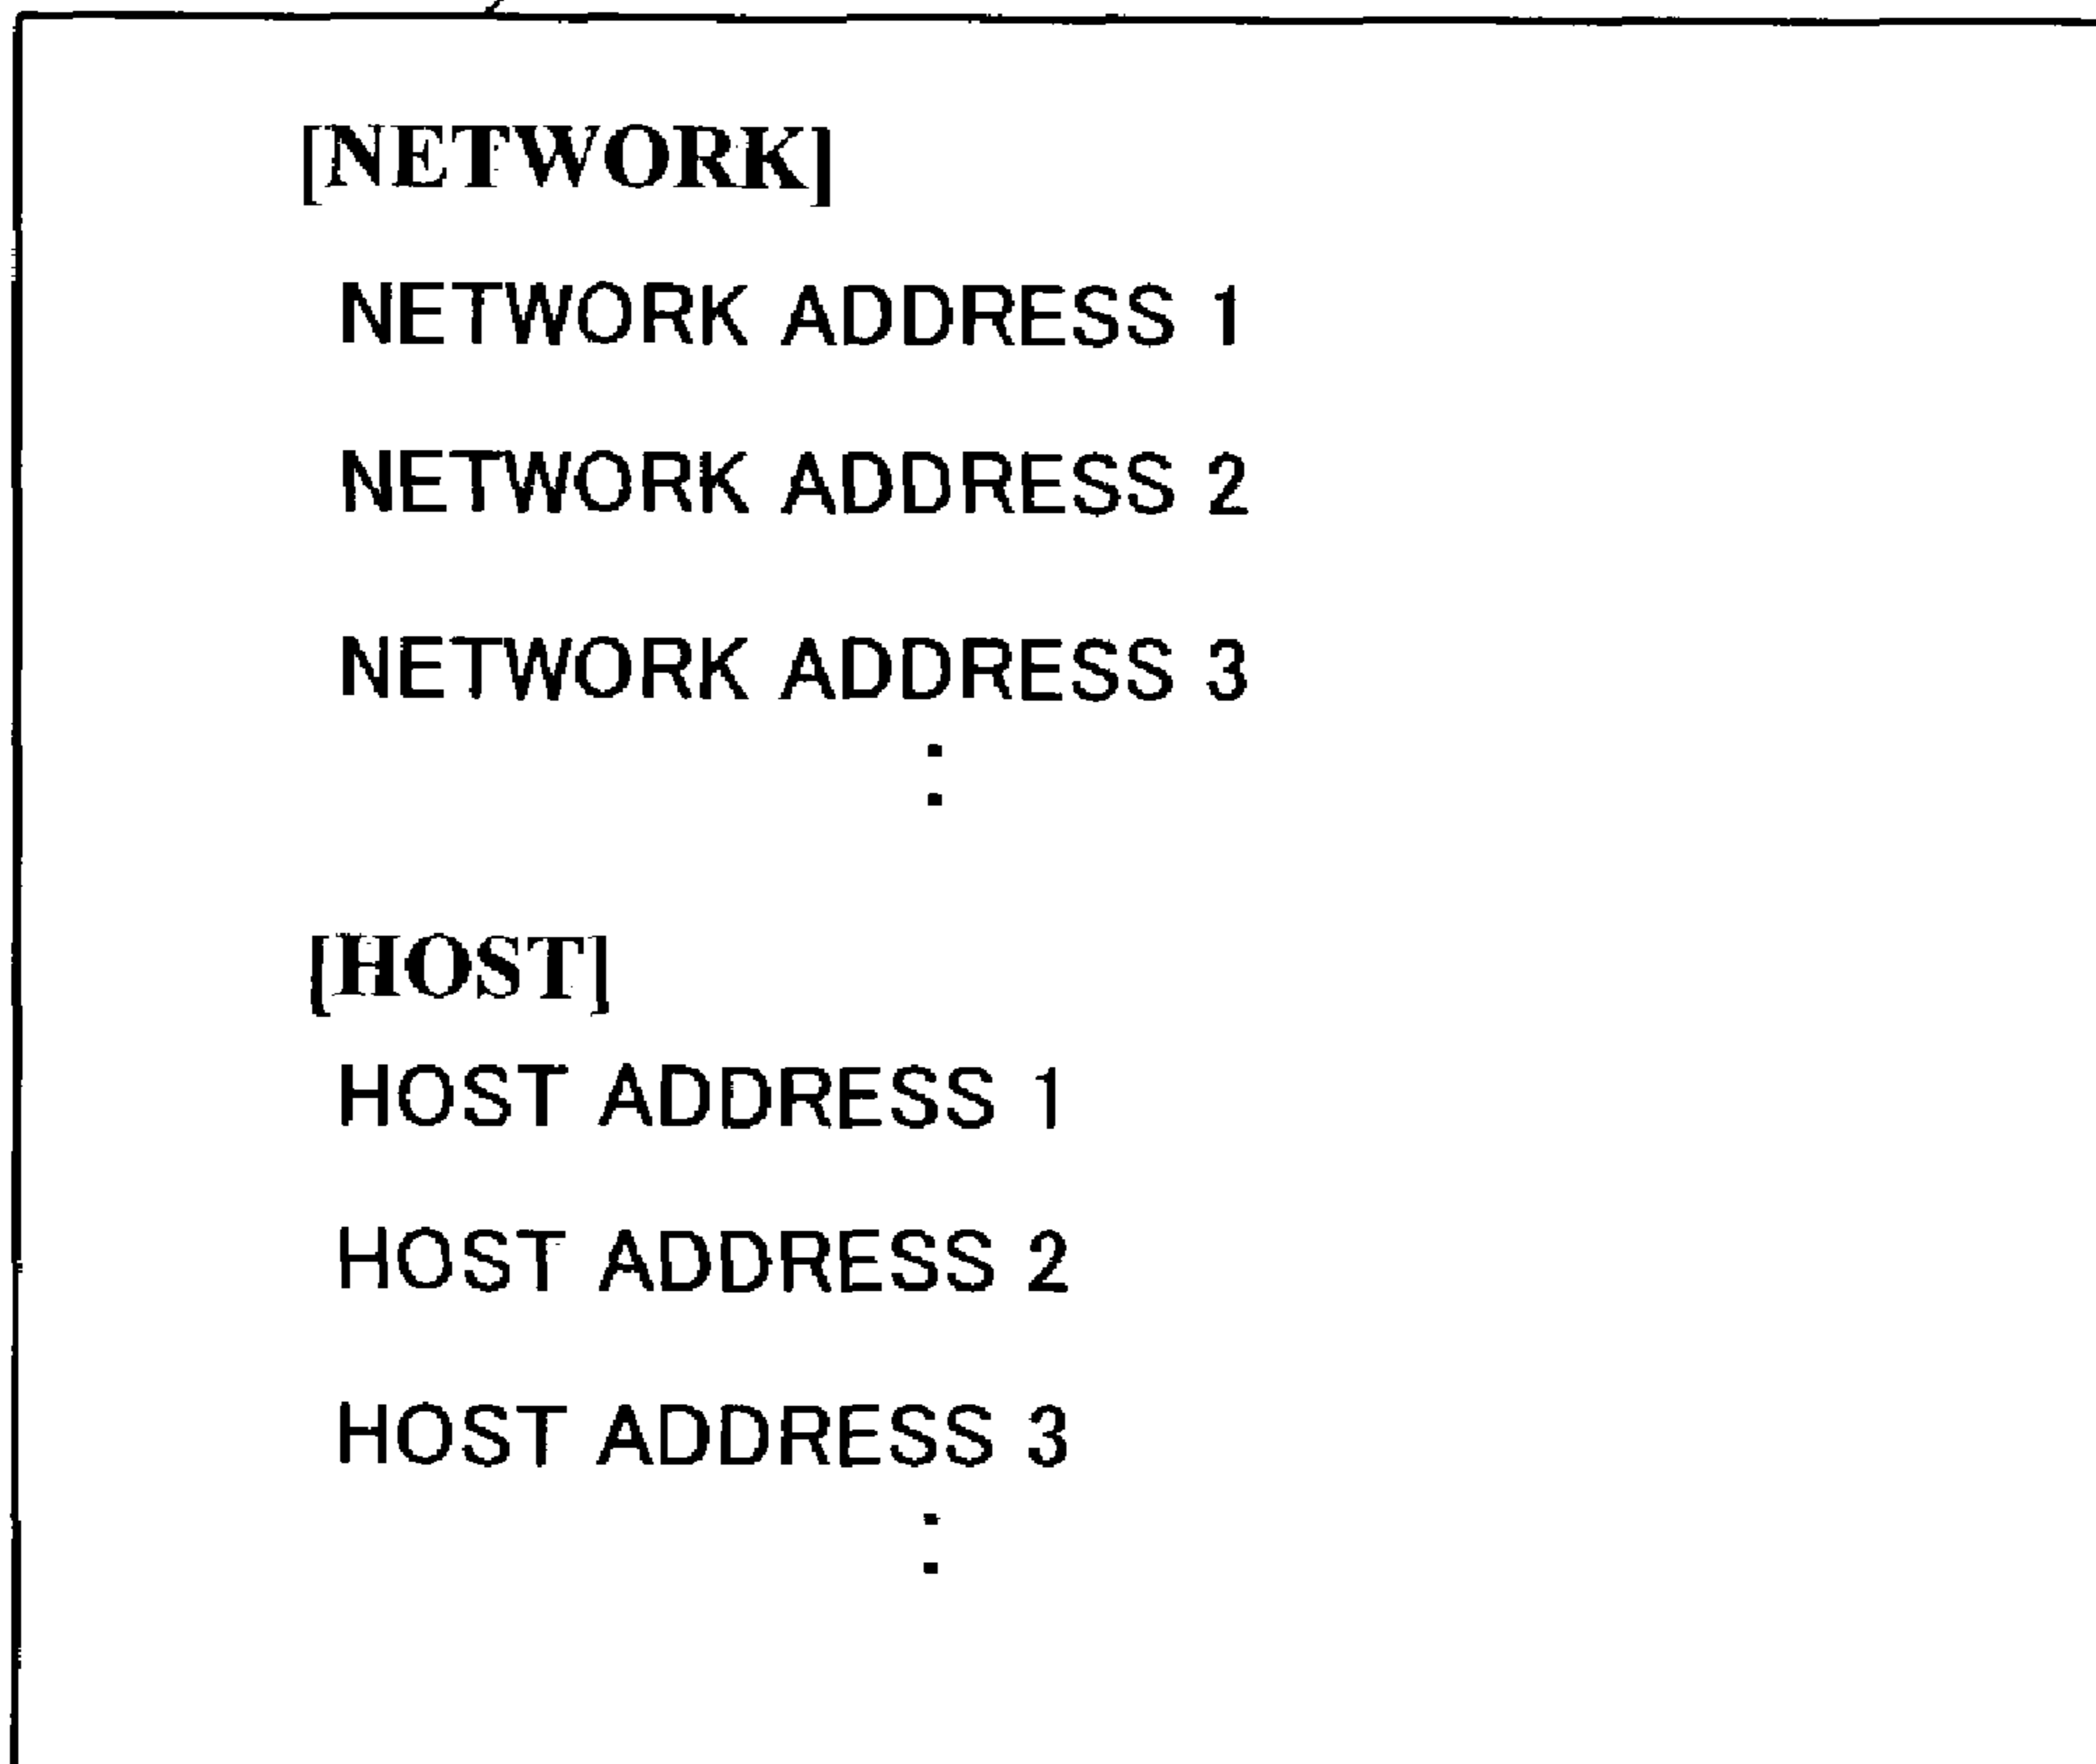 [NETWORK]
NETWORK ADDRESS 1
NETWORK ADDRESS 2
NETWORK ADDRESS 3
:
[HOST]
HOST ADDRESS 1
HOST ADDRESS 2
HOST ADDRESS 3
: